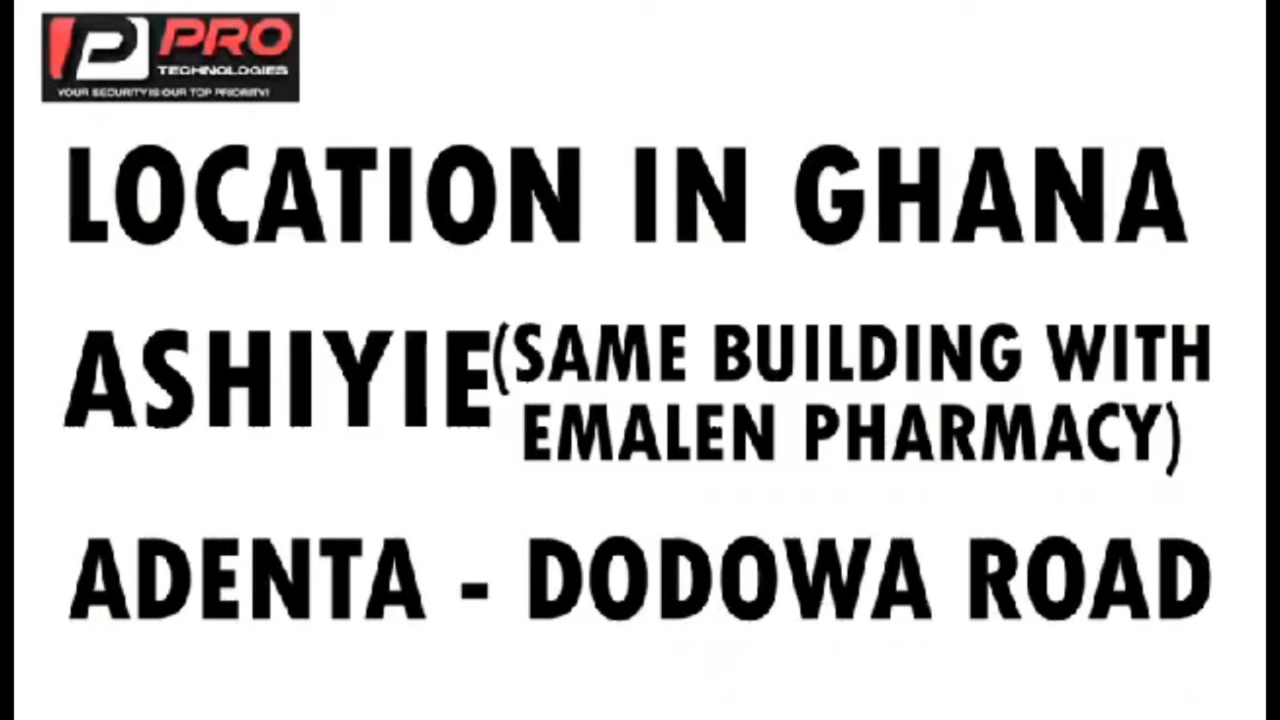 PRO
TECHNOLOGIES
YOUR SECURITY IS OUR TOP PRIORITY!
LOCATION IN GHANA
ASHIYIE (SAME BUILDING WITH
EMALEN PHARMACY)
ADENTA - DODOWA ROAD